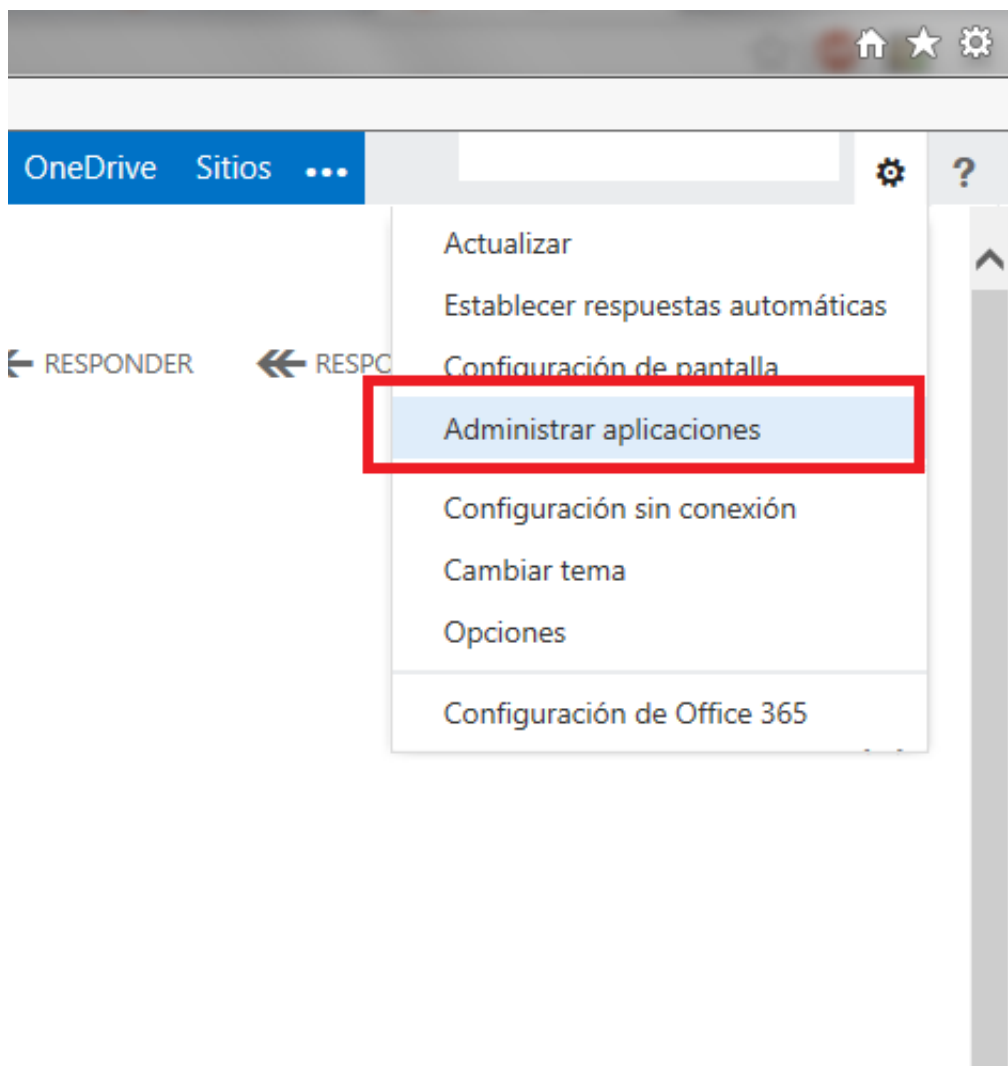 OneDrive Sitios •••
?
Actualizar
Establecer respuestas automáticas
RESPONDER RESPO
Configuración de pantalla
Administrar aplicaciones
Configuración sin conexión
Cambiar tema
Opciones
Configuración de Office 365